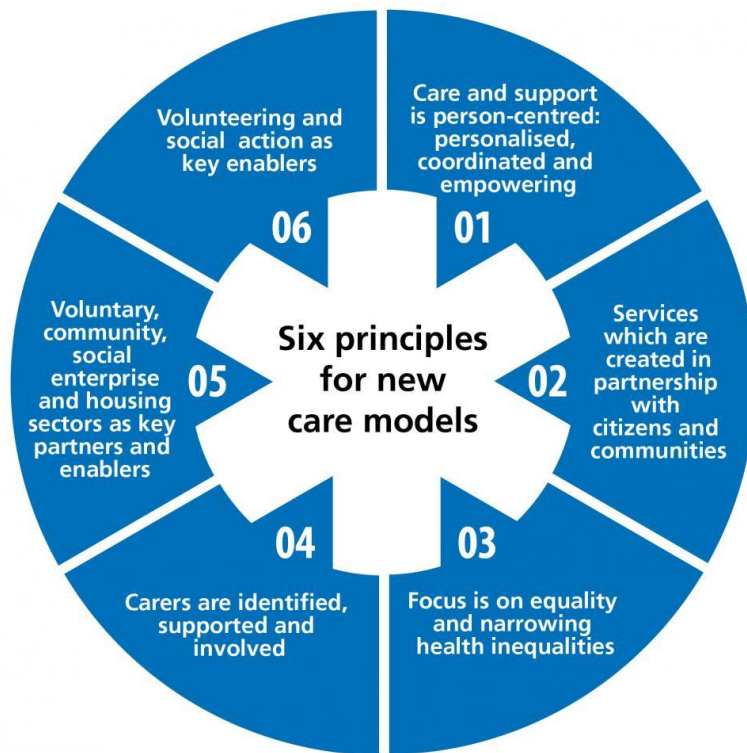 Six principles
for new
care models
01
Care and support
is person-centred:
personalised,
coordinated and
empowering
02
Services
which are
created in
partnership
with
citizens and
communities
03
Focus is on equality
and narrowing
health inequalities
04
Carers are identified,
supported and
involved
05
Voluntary,
community,
social
enterprise
and housing
sectors as key
partners and
enablers
06
Volunteering and
social action as
key enablers